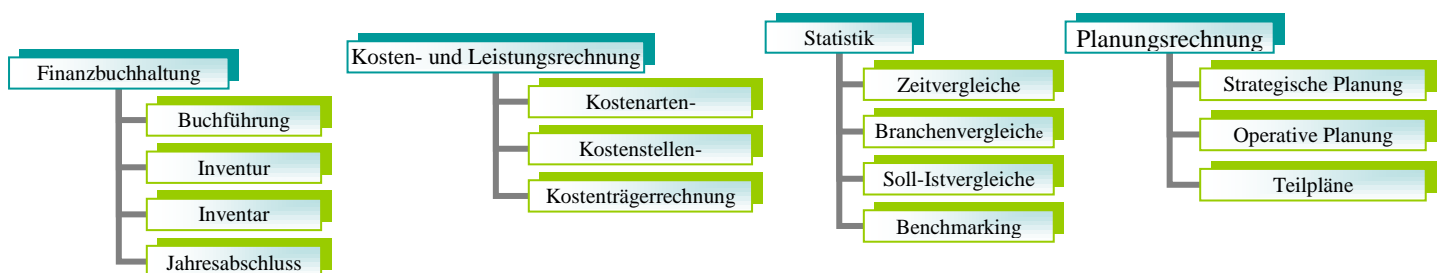 Finanzbuchhaltung
Buchführung
Inventur
Inventar
Jahresabschluss
Kosten- und Leistungsrechnung
Kostenarten-
Kostenstellen-
Kostenträgerrechnung
Statistik
Zeitvergleiche
Branchenvergleiche
Soll-Istvergleiche
Benchmarking
Planungsrechnung
Strategische Planung
Operative Planung
Teilpläne